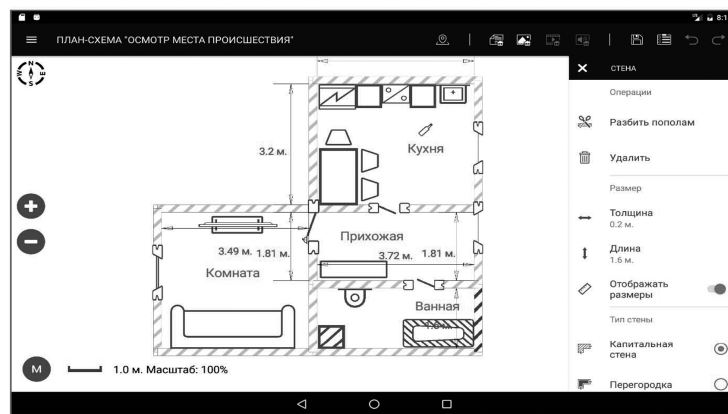 8:1
ПЛАН-СХЕМА "ОСМОТР МЕСТА ПРОИСШЕСТВИЯ"
N
W E
S
СТЕНА
Операции
Разбить пополам
Удалить
Размер
Толщина
0.2 м.
Длина
1.6 м.
Отображать
размеры
Тип стены
Капитальная
стена
Перегородка
3.2 м.
Кухня
Прихожая
3.49 м. 1.81 м.
3.72 м. 1.81 м.
Комната
Ванная
М
1.0 м. Масштаб: 100%